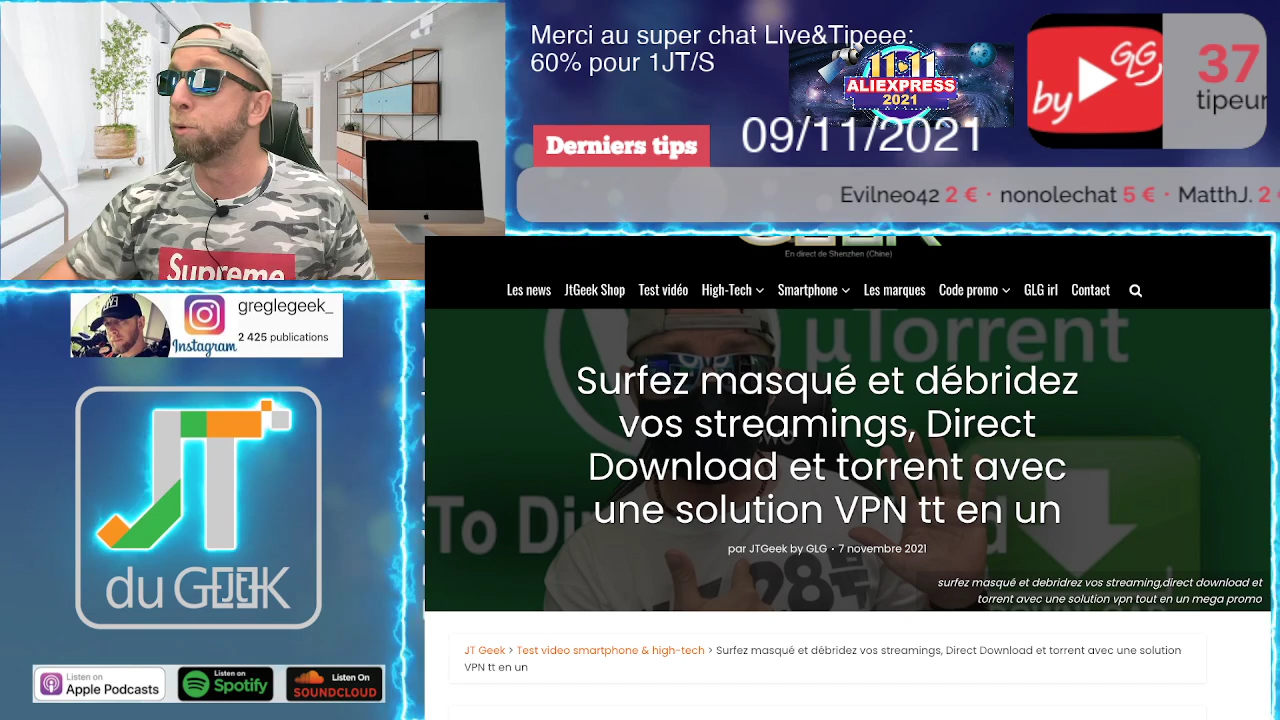 Merci au super chat Live&Tipeee:
60% pour 1JT/S
11.11
ALIEXPRESS
2021
by GLG
37
tipeur
Derniers tips
09/11/2021
Evilneo42 2 € · nonolechat 5 € · MatthJ. 2
Supreme
greglegeek_
Instagram
2 425 publications
JT
du GEEK
Listen on
Apple Podcasts
Listen on
Spotify
Listen On
SOUNDCLOUD
GEEK
En direct de Shenzhen (Chine)
Les news JtGeek Shop Test vidéo High-Tech Smartphone Les marques Code promo GLG irl Contact
µTorrent
Surfez masqué et débridez
vos streamings, Direct
Download et torrent avec
une solution VPN tt en un
To Di
par JTGeek by GLG • 7 novembre 2021
surfez masqué et debridrez vos streaming,direct download et
torrent avec une solution vpn tout en un mega promo
JT Geek > Test video smartphone & high-tech > Surfez masqué et débridez vos streamings, Direct Download et torrent avec une solution
VPN tt en un